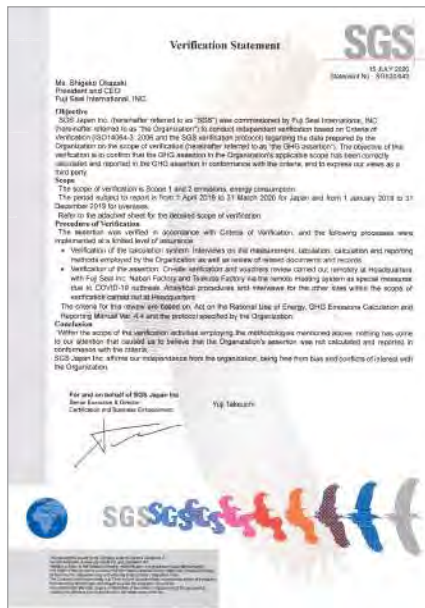 Verification Statement
SGS
15 JULY 2020
Statement No : SGS20/
Ms. Shigeko Okazaki
President and CEO
Fuji Seal International, INC.
Objective
SGS Japan Inc. (hereinafter referred to as "SGS") was commissioned by Fuji Seal International, INC.
(hereinafter referred to as "the Organization") to conduct independent verification based on Criteria of
Verification (ISO14064-3: 2006 and the SGS verification protocol) regarding the data prepared by the
Organization on the scope of verification (hereinafter referred to as "the GHG assertion"). The objective of this
verification is to confirm that the GHG assertion in the Organization's applicable scope has been correctly
calculated and reported in the GHG assertion in conformance with the criteria, and to express our views as a
third party.
Scope
The scope of verification is Scope 1 and 2 emissions, energy consumption.
The period subject to report is from 1 April 2019 to 31 March 2020 for Japan and from 1 January 2019 to 31
December 2019 for overseas.
Refer to the attached sheet for the detailed scope of verification.
Procedure of Verification
The assertion was verified in accordance with Criteria of Verification, and the following processes were
implemented at a limited level of assurance:
• Verification of the calculation system: Interviews on the measurement, tabulation, calculation and reporting
methods employed by the Organization as well as review of related documents and records.
• Verification of the assertion: On-site verification and vouchers review carried out remotely at Headquarters
with Fuji Seal Inc. Nabari Factory and Tsukuba Factory via the remote meeting system as special measures
due to COVID-19 outbreak. Analytical procedures and interviews for the other sites within the scope of
verification carried out at Headquarters.
The criteria for this review are based on Act on the Rational Use of Energy, GHG Emissions Calculation and
Reporting Manual Ver. 4.4 and the protocol specified by the Organization.
Conclusion
Within the scope of the verification activities employing the methodologies mentioned above, nothing has come
to our attention that caused us to believe that the Organization's assertion was not calculated and reported in
conformance with the criteria.
SGS Japan Inc. affirms our independence from the organization, being free from bias and conflicts of interest with
the Organization.
For and on behalf of SGS Japan Inc.
Senior Executive & Director
Certification and Business Enhancement
Yuji Takeuchi
SGS SGS SGS